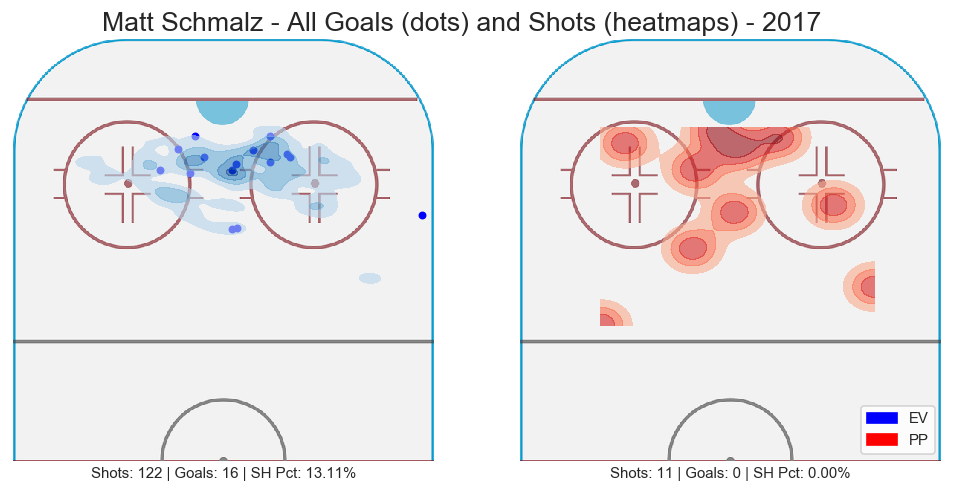 Matt Schmalz - All Goals (dots) and Shots (heatmaps) - 2017
EV
PP
Shots: 122 | Goals: 16 | SH Pct: 13.11%
Shots: 11 | Goals: 0 | SH Pct: 0.00%